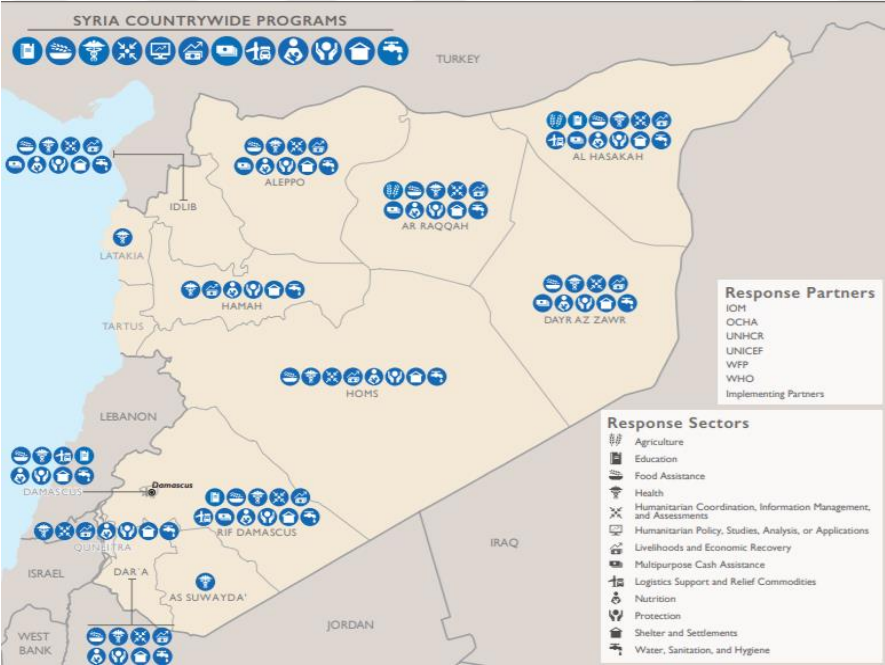 SYRIA COUNTRYWIDE PROGRAMS
TURKEY
AL HASAKAH
ALEPPO
IDLIB
AR RAQQAH
LATAKIA
HAMAH
DAYR AZ ZAWR
TARTUS
HOMS
LEBANON
DAMASCUS
Damascus
RIF DAMASCUS
QUNEITRA
IRAQ
ISRAEL
DAR'A
AS SUWAYDA'
WEST
BANK
JORDAN
Response Partners
IOM
OCHA
UNHCR
UNICEF
WFP
WHO
Implementing Partners
Response Sectors
Agriculture
Education
Food Assistance
Health
Humanitarian Coordination, Information Management,
and Assessments
Humanitarian Policy, Studies, Analysis, or Applications
Livelihoods and Economic Recovery
Multipurpose Cash Assistance
Logistics Support and Relief Commodities
Nutrition
Protection
Shelter and Settlements
Water, Sanitation, and Hygiene